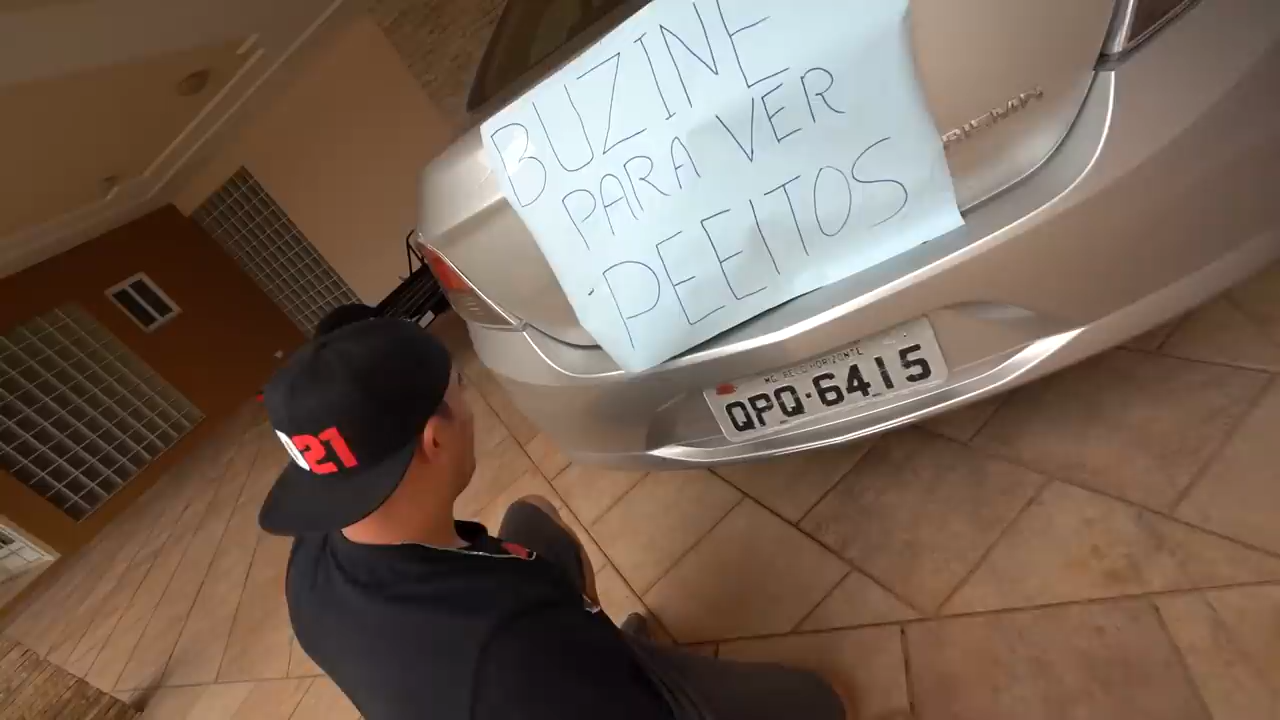 BUZINE
PARA VER
PEEITOS
MG BELO HORIZONTE
QPQ·6415
21